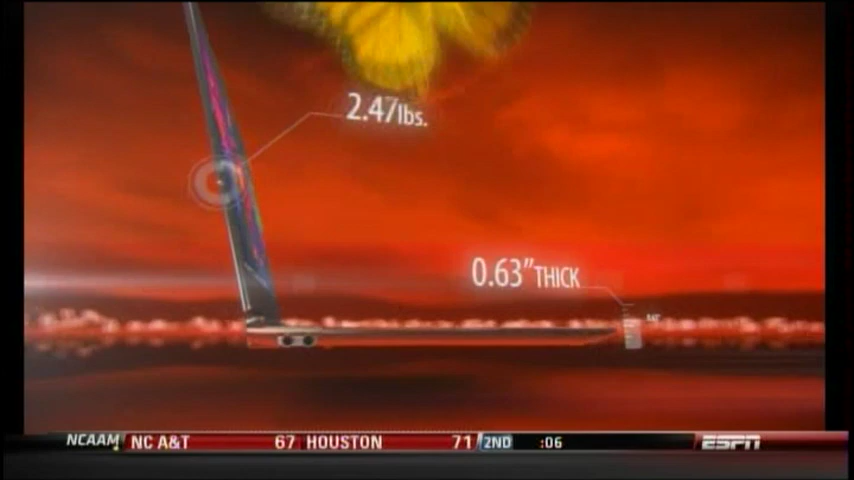 2.47lbs.
0.63" THICK
NCAAM NC A&T 67 HOUSTON 71 2ND :06 ESPN